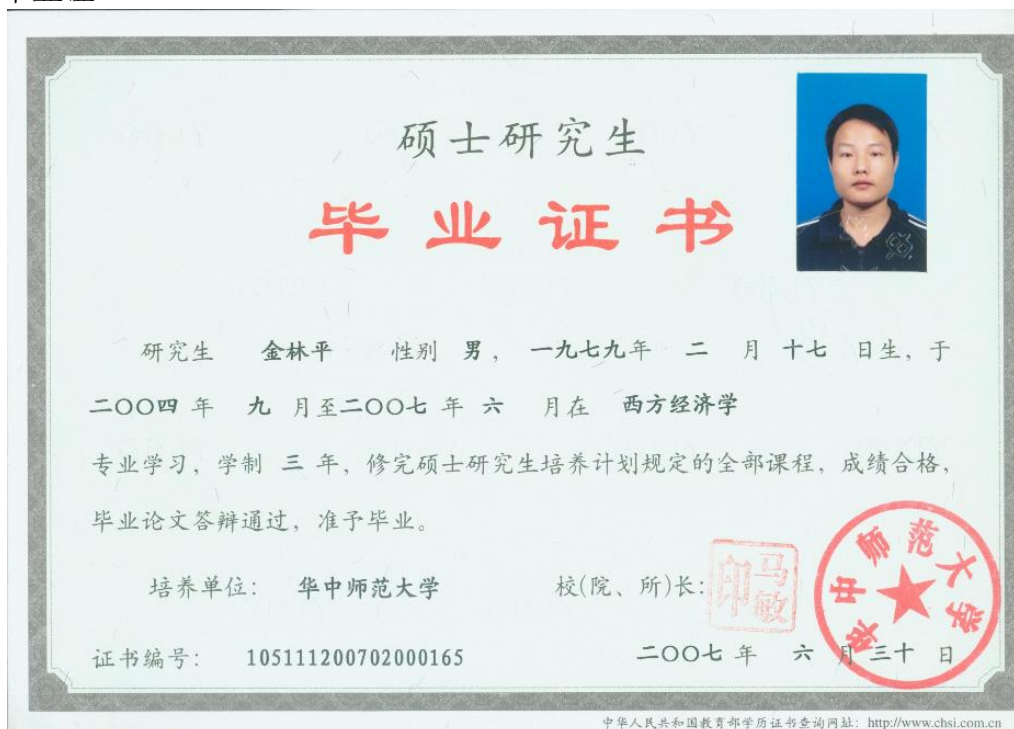 硕士研究生
毕业证书
研究生 金林平 性别 男， 一九七九年 二 月 十七 日生，于
二〇〇四 年 九 月至二〇〇七 年 六 月在 西方经济学
专业学习，学制 三 年，修完硕士研究生培养计划规定的全部课程，成绩合格，
毕业论文答辩通过，准予毕业。
培养单位： 华中师范大学 校(院、所)长：
马敏印
华中师范大学
证书编号： 105111200702000165 二〇〇七 年 六 月 三十 日
中华人民共和国教育部学历证书查询网址：http://www.chsi.com.cn